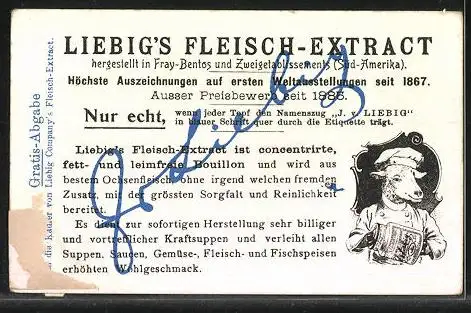 LIEBIG'S FLEISCH-EXTRACT
hergestellt in Fray-Bentos und Zweigetablissements (Süd-Amerika).
Höchste Auszeichnungen auf ersten Weltausstellungen seit 1867.
Ausser Preisbewerb seit 1885.
Nur echt, wenn jeder Topf den Namenszug „J. v. LIEBIG"
in blauer Schrift quer durch die Etiquette trägt.
Liebig's Fleisch-Extract ist concentrirte,
fett- und leimfreie Bouillon und wird aus
bestem Ochsenfleisch ohne irgend welchen fremden
Zusatz, mit der grössten Sorgfalt und Reinlichkeit
bereitet.
Es dient zur sofortigen Herstellung sehr billiger
und vortrefflicher Kraftsuppen und verleiht allen
Suppen, Saucen, Gemüse-, Fleisch- und Fischspeisen
erhöhten Wohlgeschmack.
J. v. Liebig
Gratis-Abgabe
die Käufer von Liebig Company's Fleisch-Extract.